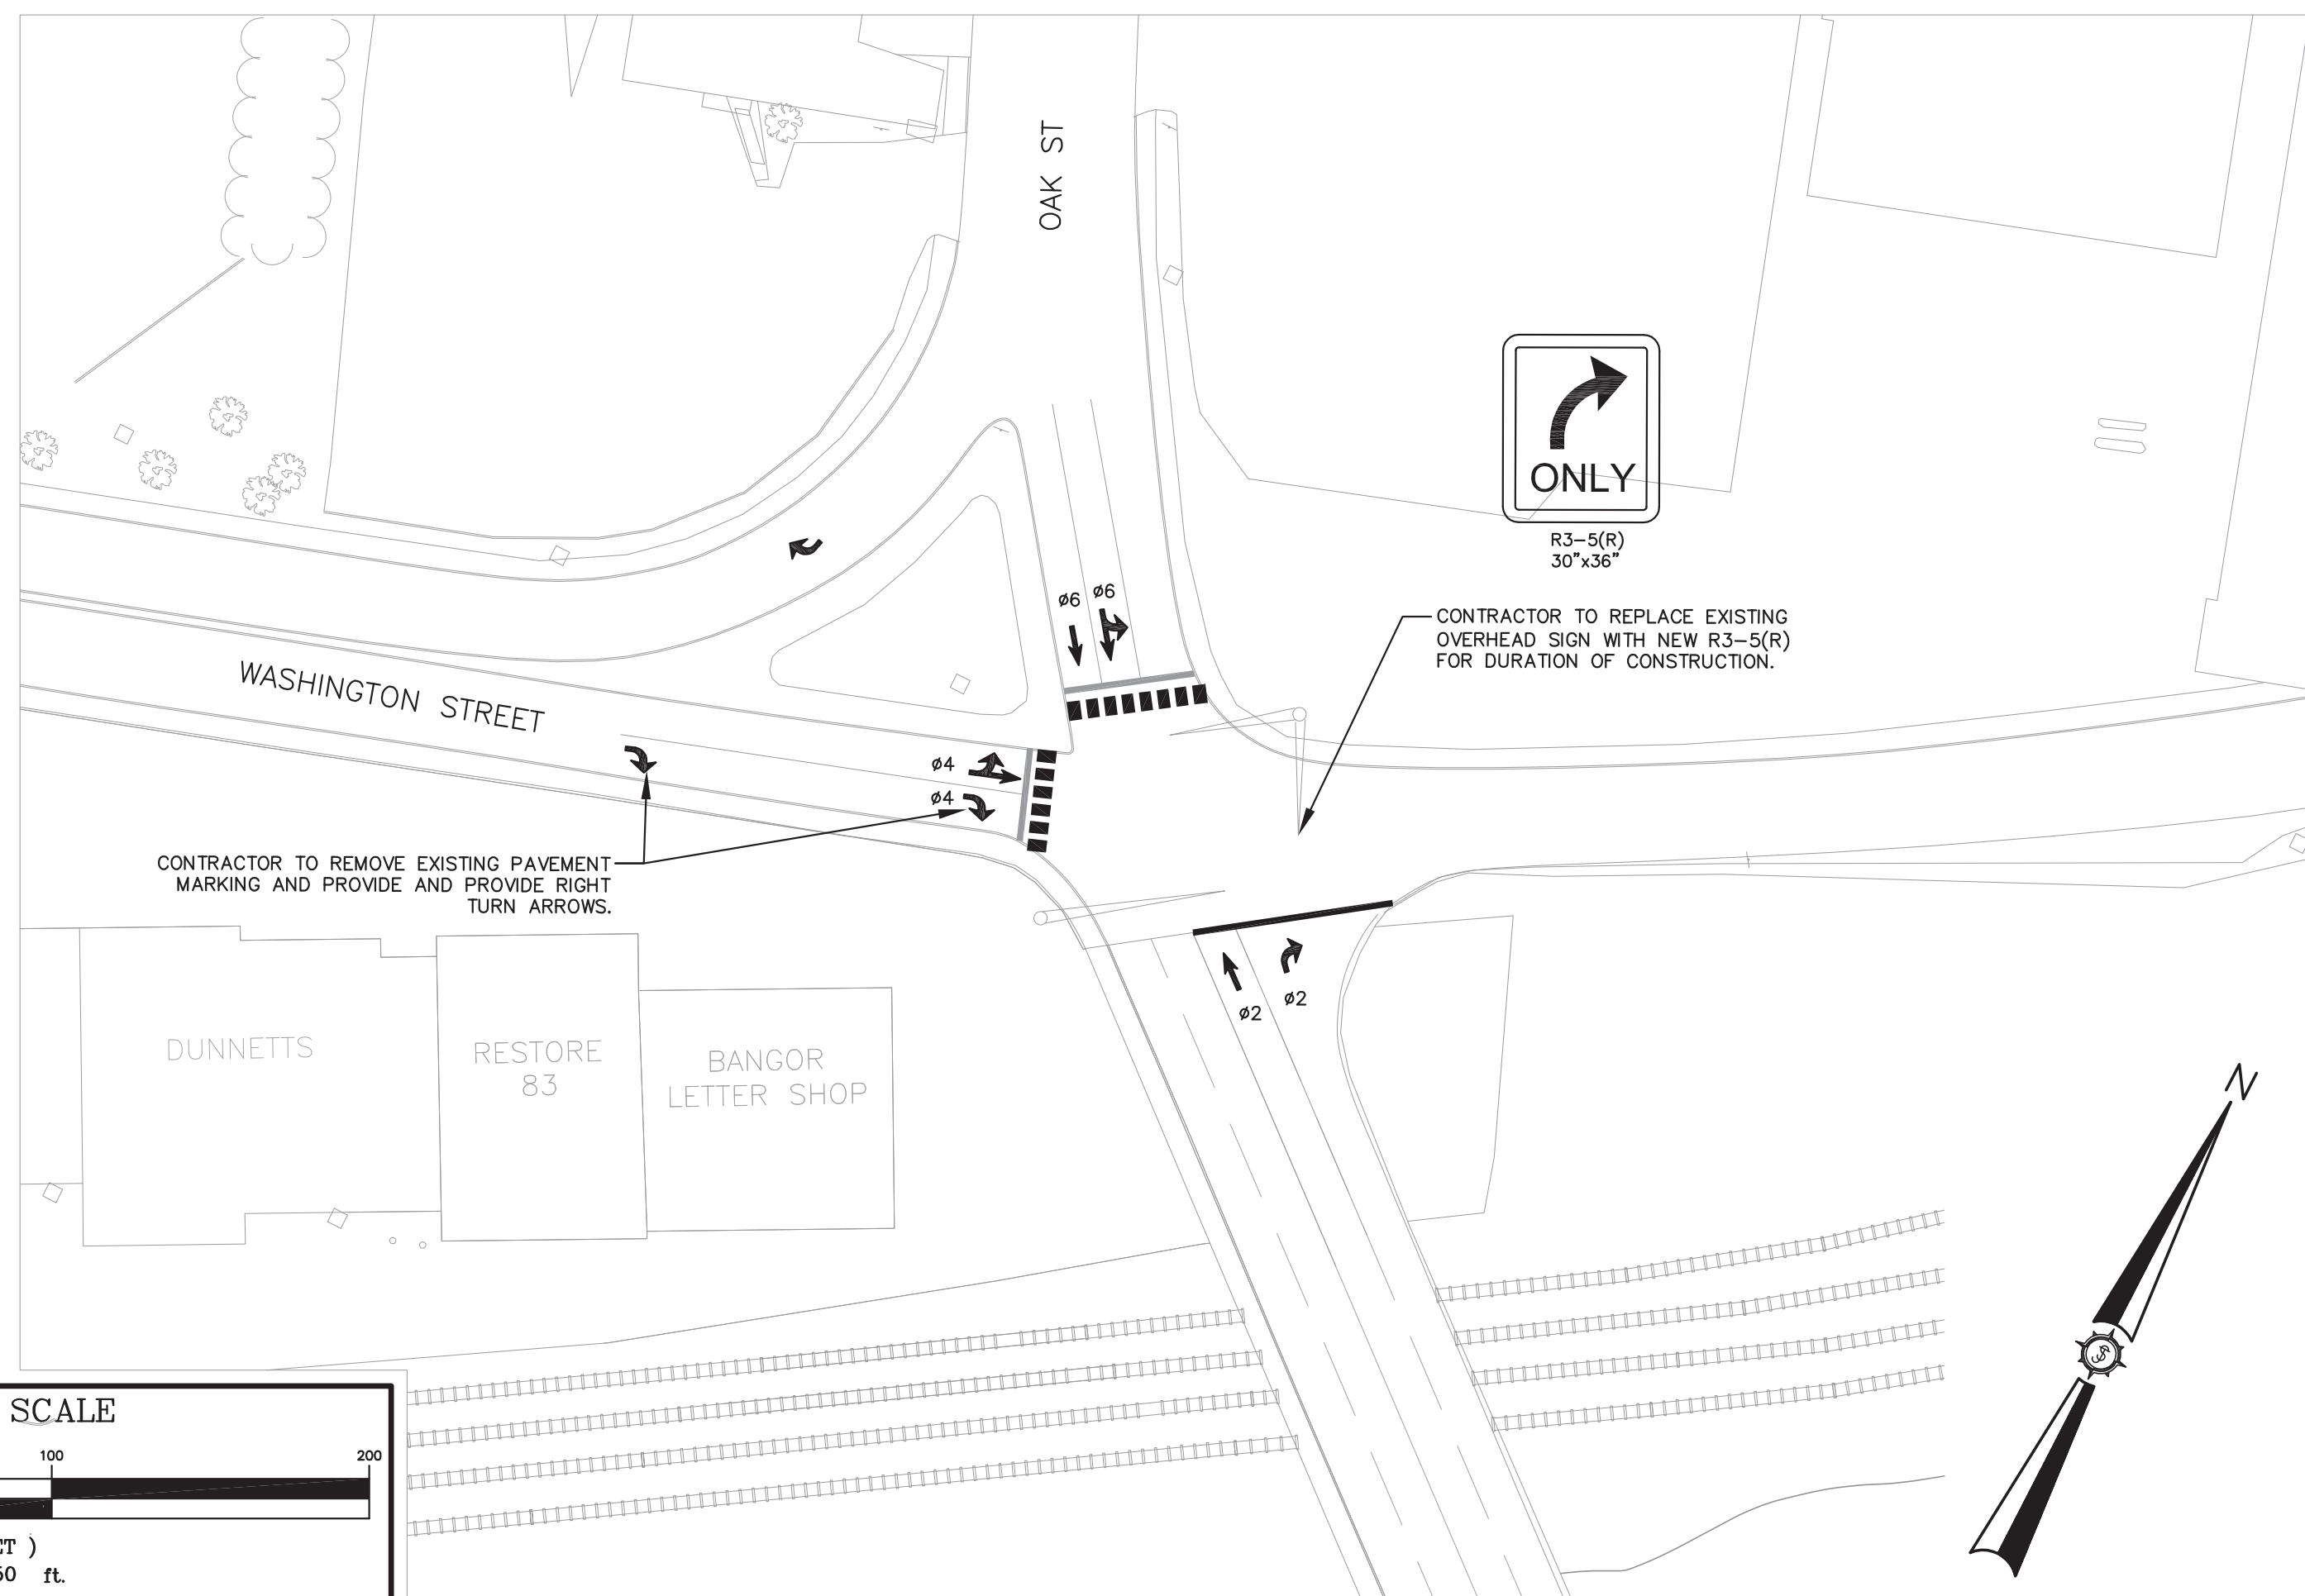 OAK ST
ONLY
R3-5(R)
30"x36"
ø6
ø6
CONTRACTOR TO REPLACE EXISTING
OVERHEAD SIGN WITH NEW R3-5(R)
FOR DURATION OF CONSTRUCTION.
WASHINGTON STREET
ø4
ø4
CONTRACTOR TO REMOVE EXISTING PAVEMENT
MARKING AND PROVIDE AND PROVIDE RIGHT
TURN ARROWS.
ø2
ø2
DUNNETTS
RESTORE
83
BANGOR
LETTER SHOP
N
SCALE
100
200
)
ft.